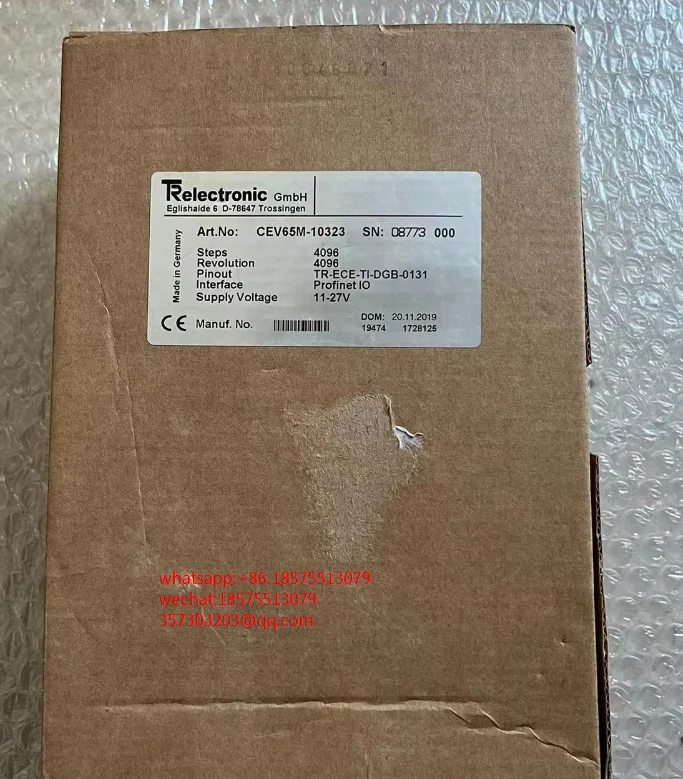 TRelectronic GmbH
Eglishalde 6 D-78647 Trossingen
Made in Germany
Art.No: CEV65M-10323 SN: 08773 000
Steps 4096
Revolution 4096
Pinout TR-ECE-TI-DGB-0131
Interface Profinet IO
Supply Voltage 11-27V
CE Manuf. No.
DOM: 20.11.2019
19474 1728125
whatsapp:+86.18575513079
wechat:18575513079
357303203@qq.com